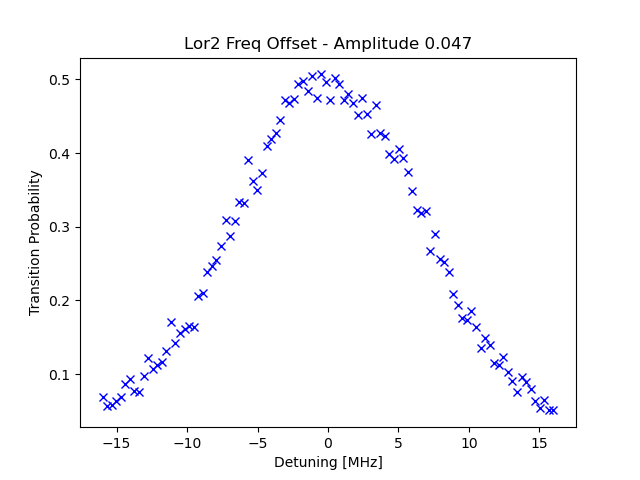 Lor2 Freq Offset - Amplitude 0.047
0.5
0.4
0.3
0.2
0.1
Transition Probability
−15 −10 −5 0 5 10 15
Detuning [MHz]